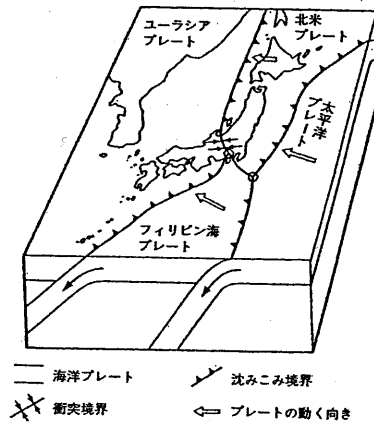 ユーラシア
プレート
北米
プレート
太平洋
プレート
フィリピン海
プレート
海洋プレート
沈みこみ境界
衝突境界
プレートの動く向き